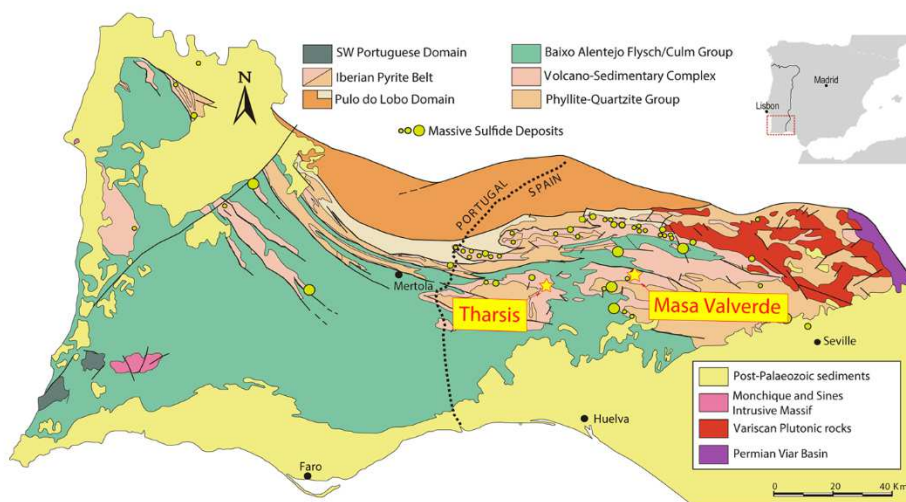 SW Portuguese Domain
Iberian Pyrite Belt
Pulo do Lobo Domain
Baixo Alentejo Flysch/Culm Group
Volcano-Sedimentary Complex
Phyllite-Quartzite Group
Massive Sulfide Deposits
N
Madrid
Lisbon
PORTUGAL
SPAIN
Mertola
Tharsis
Masa Valverde
Seville
Huelva
Faro
Post-Palaeozoic sediments
Monchique and Sines
Intrusive Massif
Variscan Plutonic rocks
Permian Viar Basin
0 20 40 Km